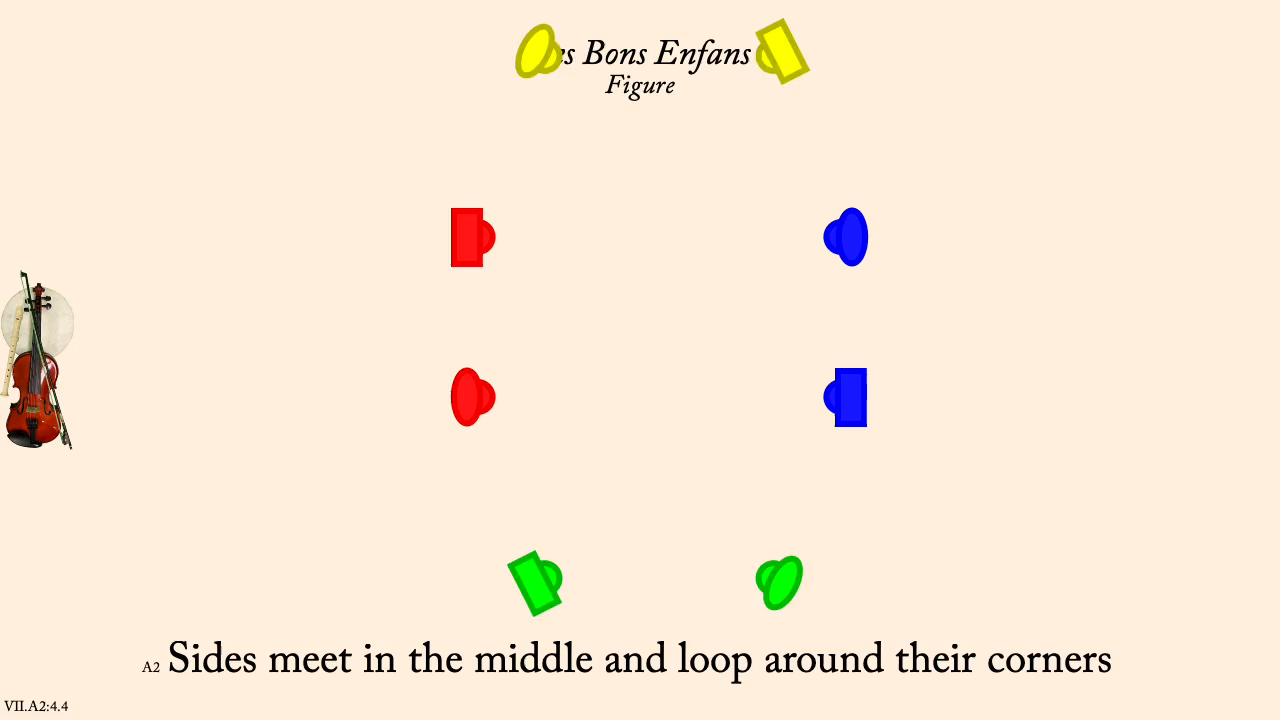 Bons Enfans
Figure
A2 Sides meet in the middle and loop around their corners
VII.A2:4.4